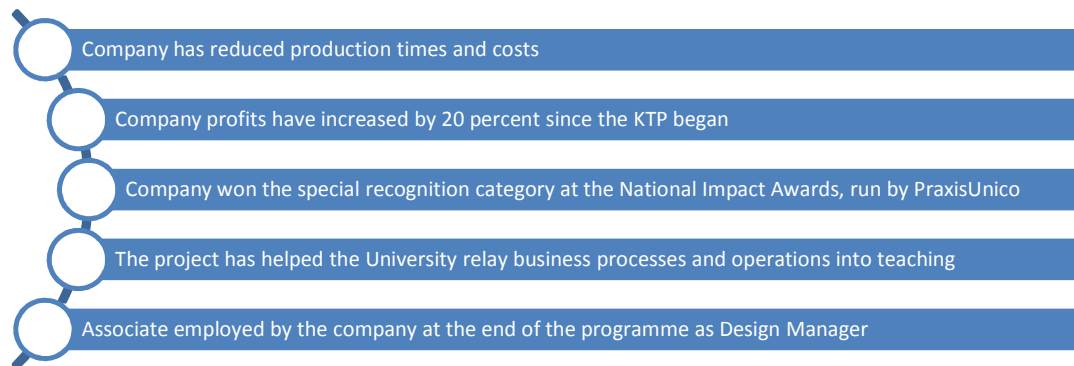 Company has reduced production times and costs
Company profits have increased by 20 percent since the KTP began
Company won the special recognition category at the National Impact Awards, run by PraxisUnico
The project has helped the University relay business processes and operations into teaching
Associate employed by the company at the end of the programme as Design Manager